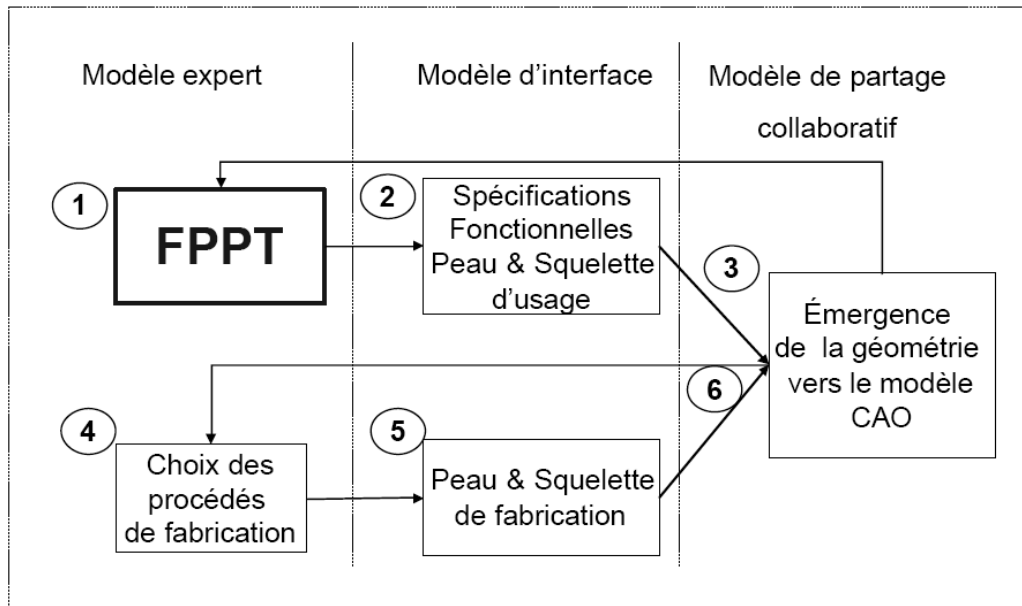 Modèle expert
Modèle d'interface
Modèle de partage
collaboratif
1
FPPT
2
Spécifications
Fonctionnelles
Peau & Squelette
d'usage
3
Émergence
de la géométrie
vers le modèle
CAO
4
Choix des
procédés
de fabrication
5
Peau & Squelette
de fabrication
6